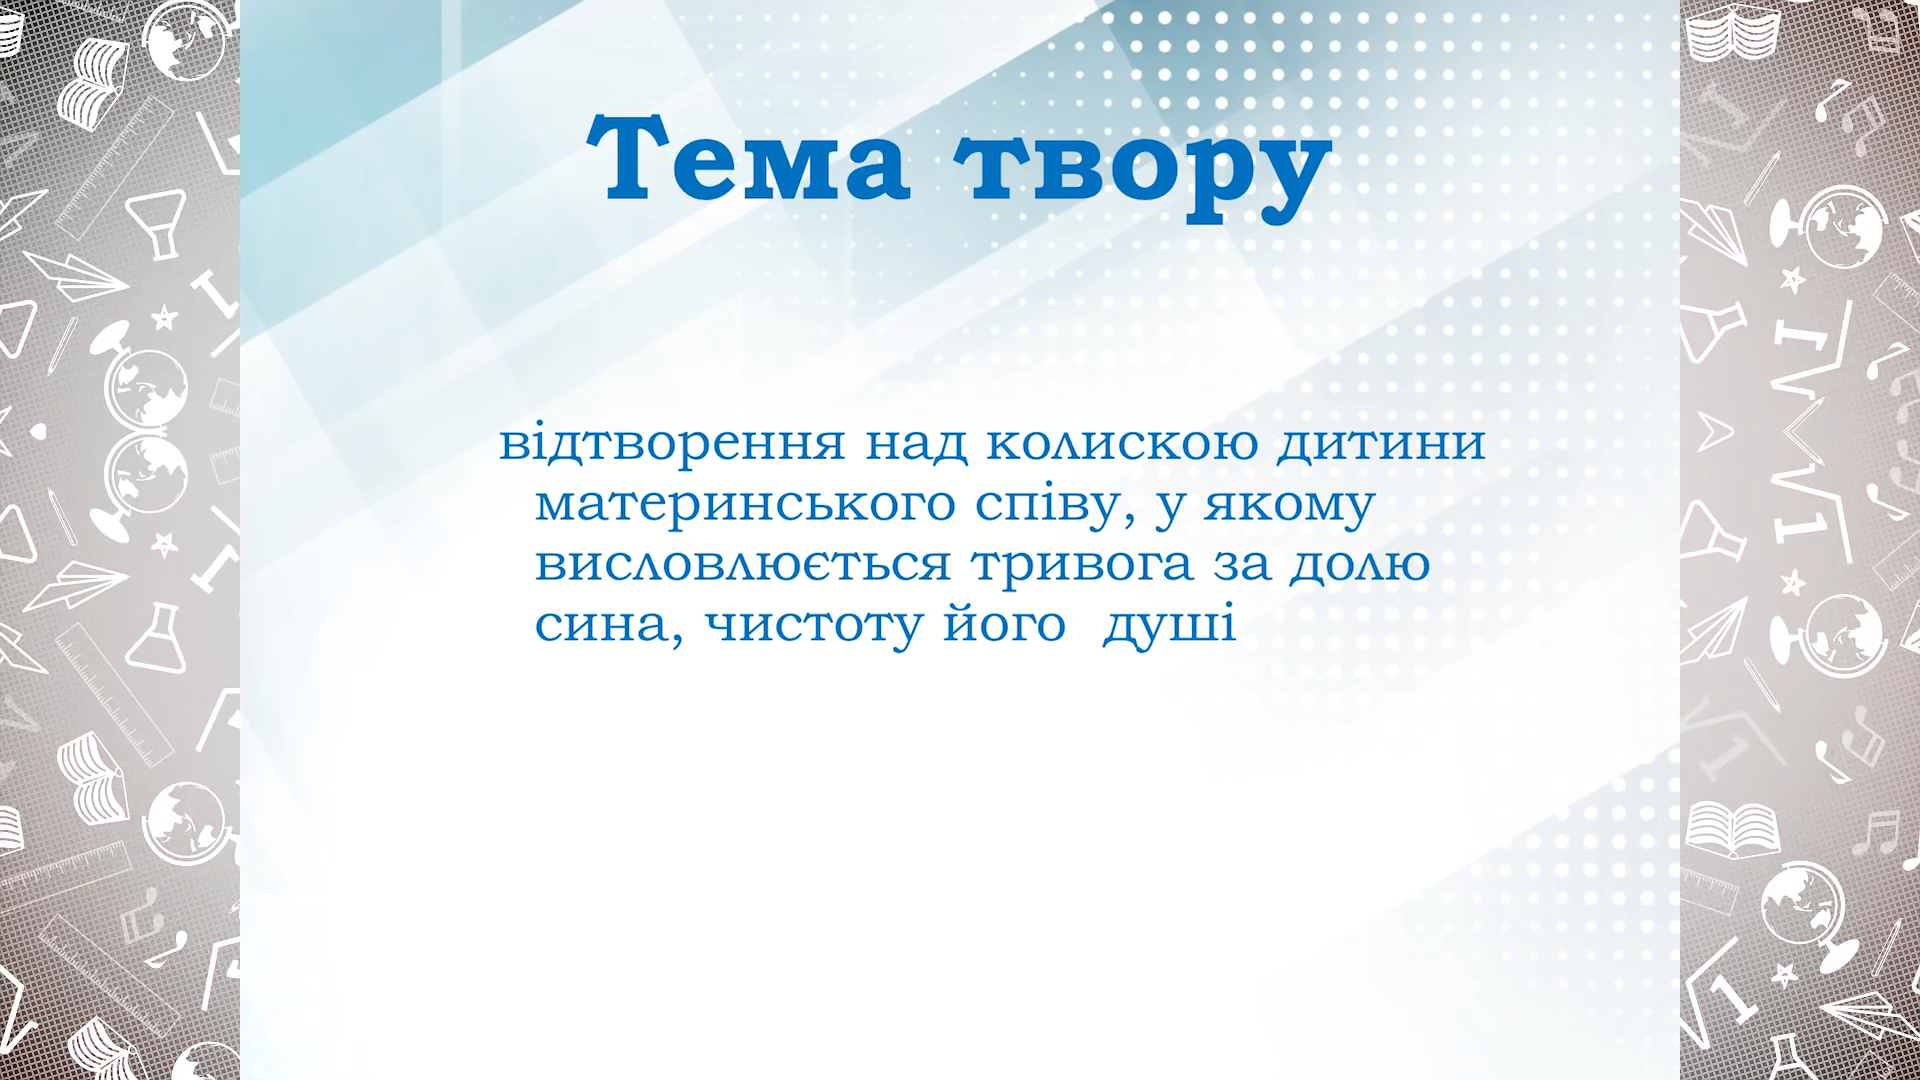 Тема твору
відтворення над колискою дитини
материнського співу, у якому
висловлюється тривога за долю
сина, чистоту його  душі